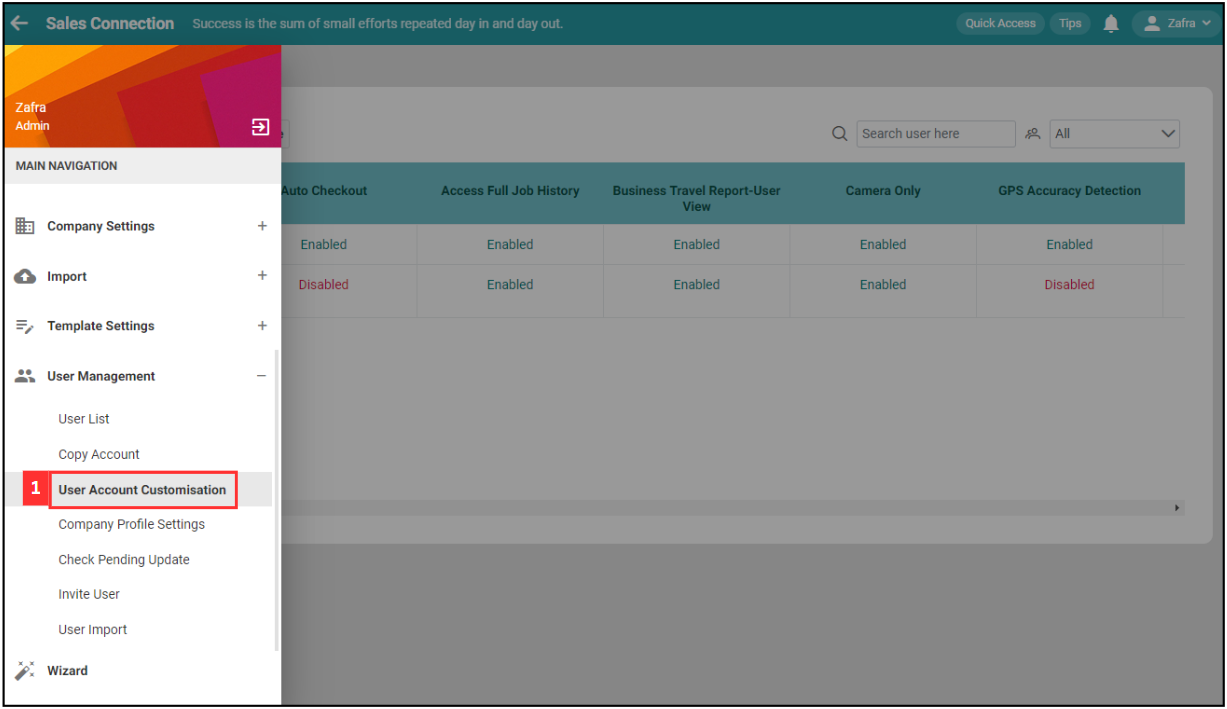 Sales Connection Success is the sum of small efforts repeated day in and day out. Quick Access Tips Zafra
Zafra
Admin
Search user here All
MAIN NAVIGATION
Auto Checkout Access Full Job History Business Travel Report-User View Camera Only GPS Accuracy Detection
Company Settings +
Enabled Enabled Enabled Enabled Enabled
Import +
Disabled Enabled Enabled Enabled Disabled
Template Settings +
User Management −
User List
Copy Account
1 User Account Customisation
Company Profile Settings
Check Pending Update
Invite User
User Import
Wizard